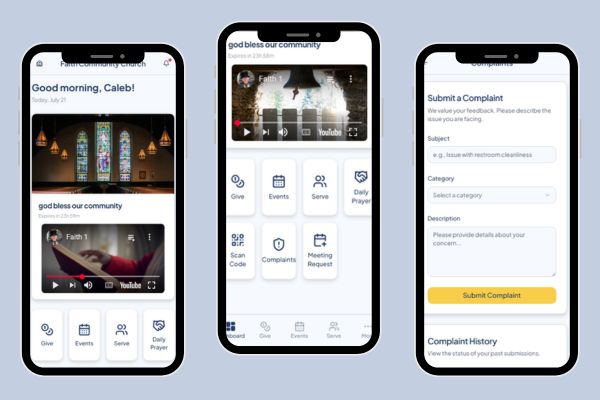 Faith Community Church
Good morning, Caleb!
Today, July 21
god bless our community
Expires in 23h 58m
Faith 1
YouTube
Give
Events
Serve
Daily
Prayer
god bless our community
Expires in 23h 58m
Faith 1
YouTube
Give
Events
Serve
Daily
Prayer
Scan
Code
Complaints
Meeting
Request
Give
Events
Serve
Complaints
Submit a Complaint
We value your feedback. Please describe the
issue you are facing.
Subject
e.g., Issue with restroom cleanliness
Category
Select a category
Description
Please provide details about your
concern...
Submit Complaint
Complaint History
View the status of your past submissions.